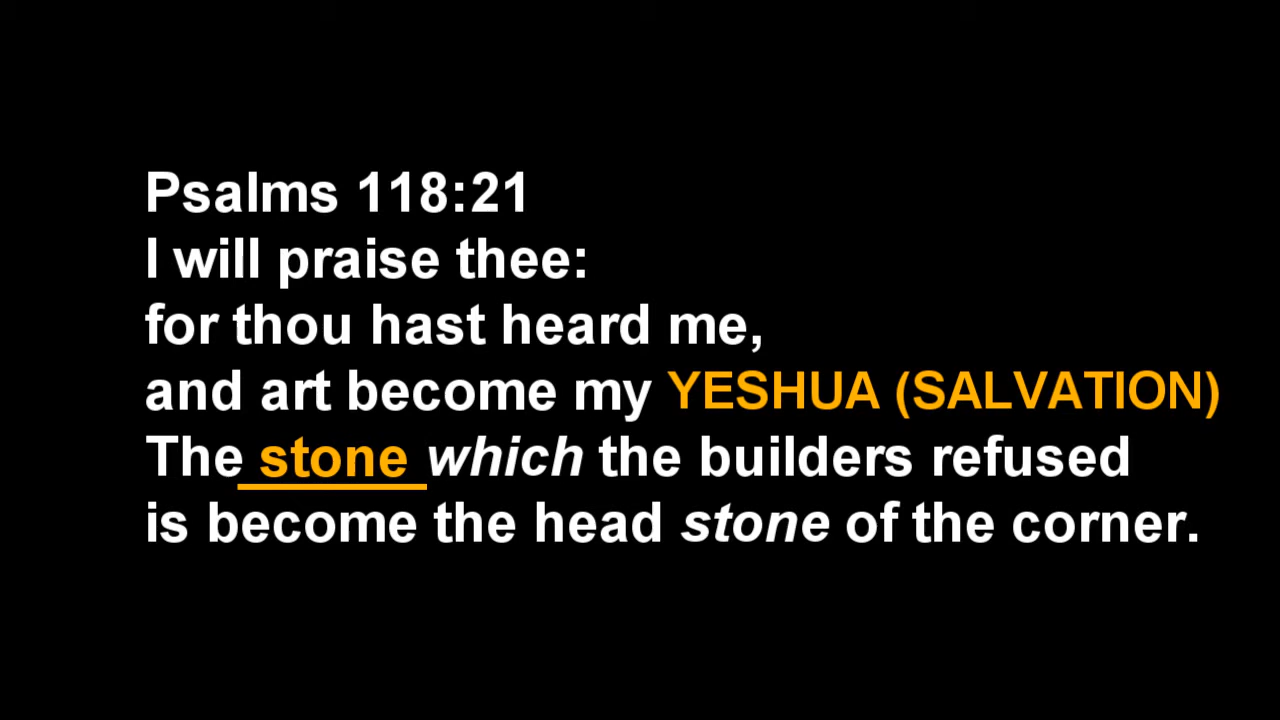 Psalms 118:21
I will praise thee:
for thou hast heard me,
and art become my YESHUA (SALVATION)
The stone which the builders refused
is become the head stone of the corner.